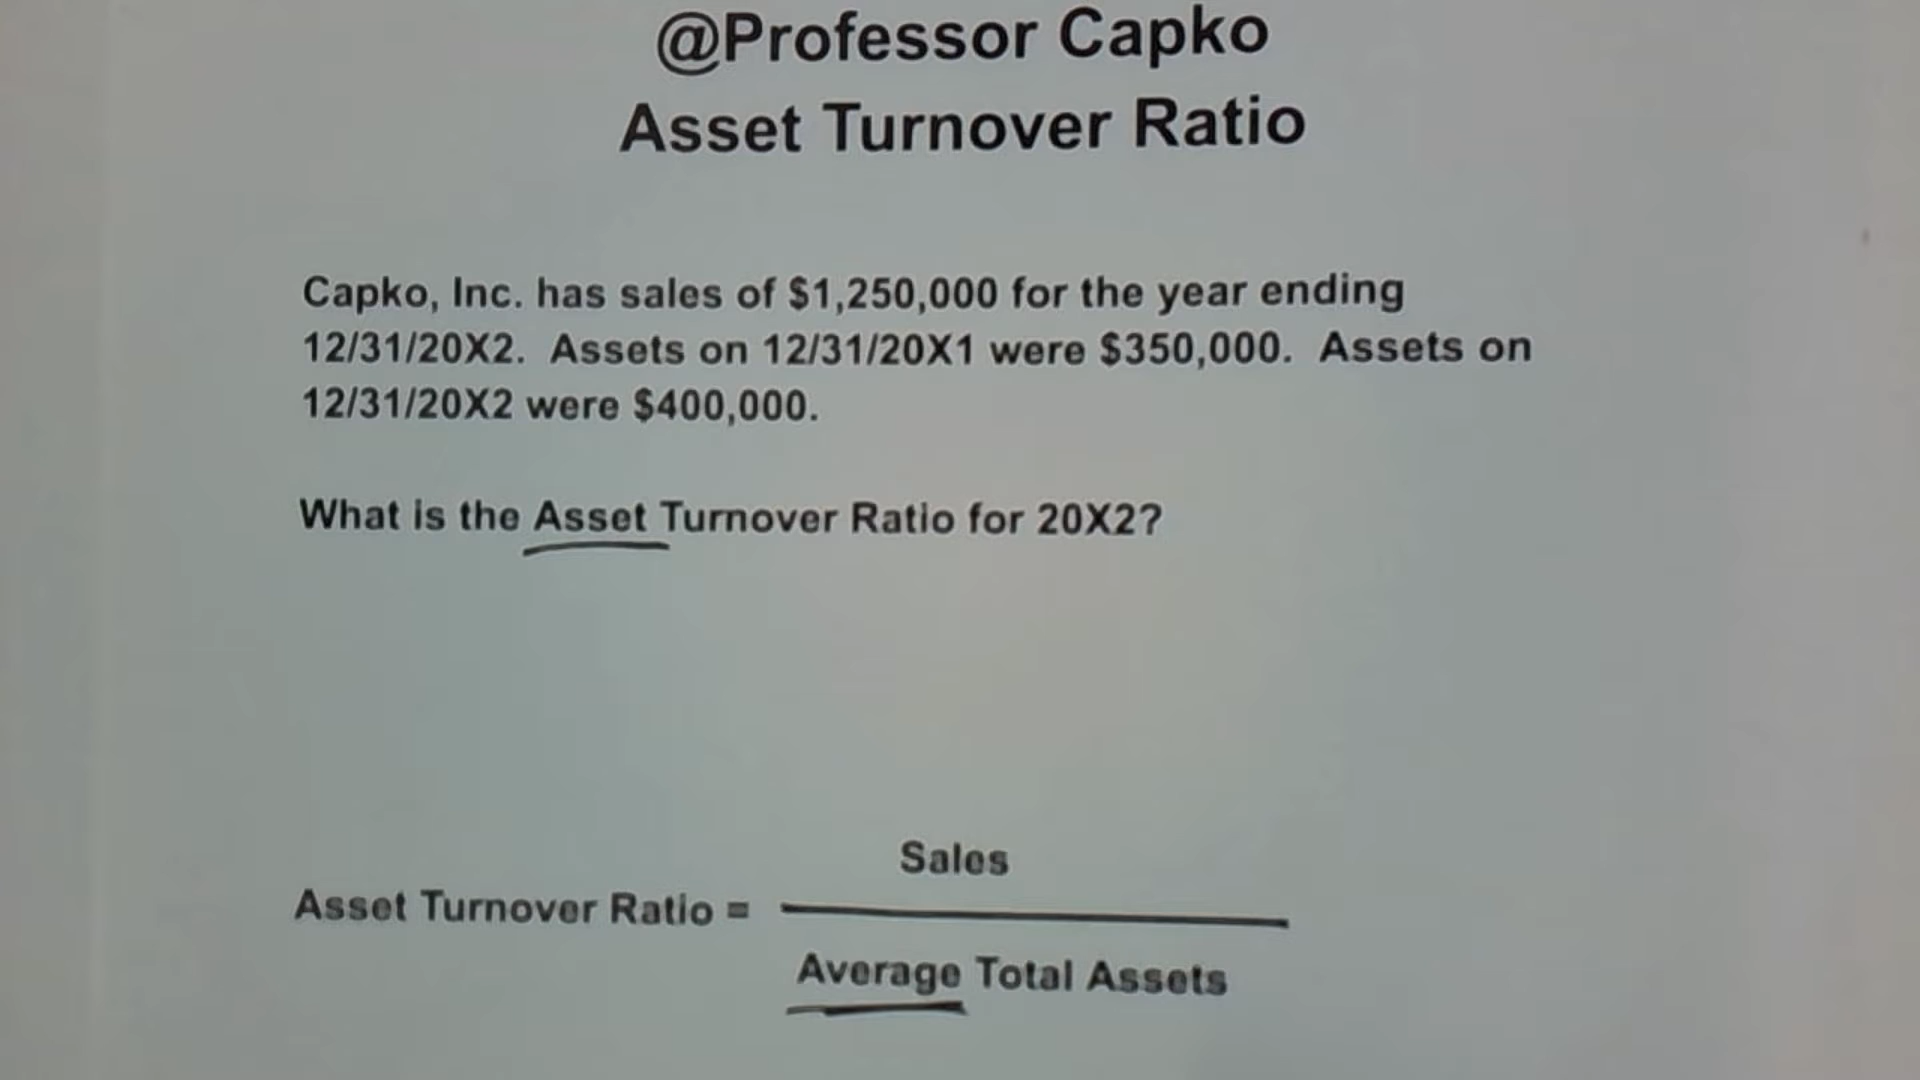 @Professor Capko
Asset Turnover Ratio
Capko, Inc. has sales of $1,250,000 for the year ending
12/31/20X2. Assets on 12/31/20X1 were $350,000. Assets on
12/31/20X2 were $400,000.
What is the Asset Turnover Ratio for 20X2?
Sales
Asset Turnover Ratio =
Average Total Assets